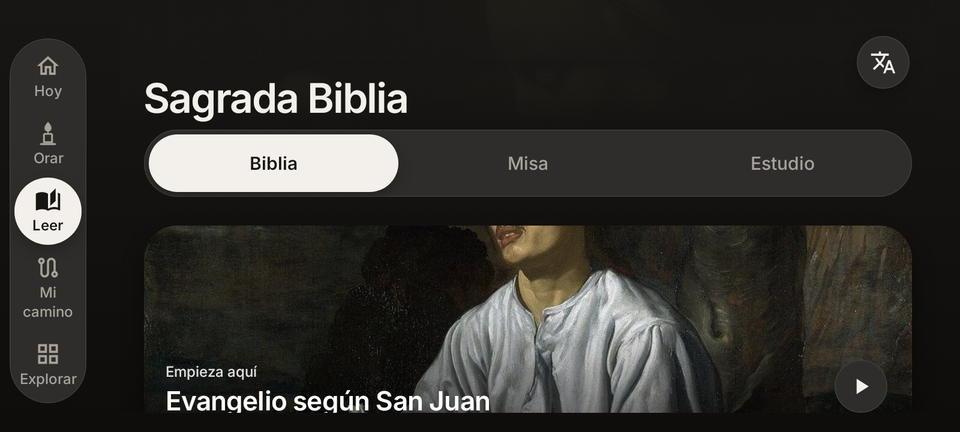 Hoy
Orar
Leer
Mi
camino
Explorar
Sagrada Biblia
Biblia
Misa
Estudio
Empieza aquí
Evangelio según San Juan